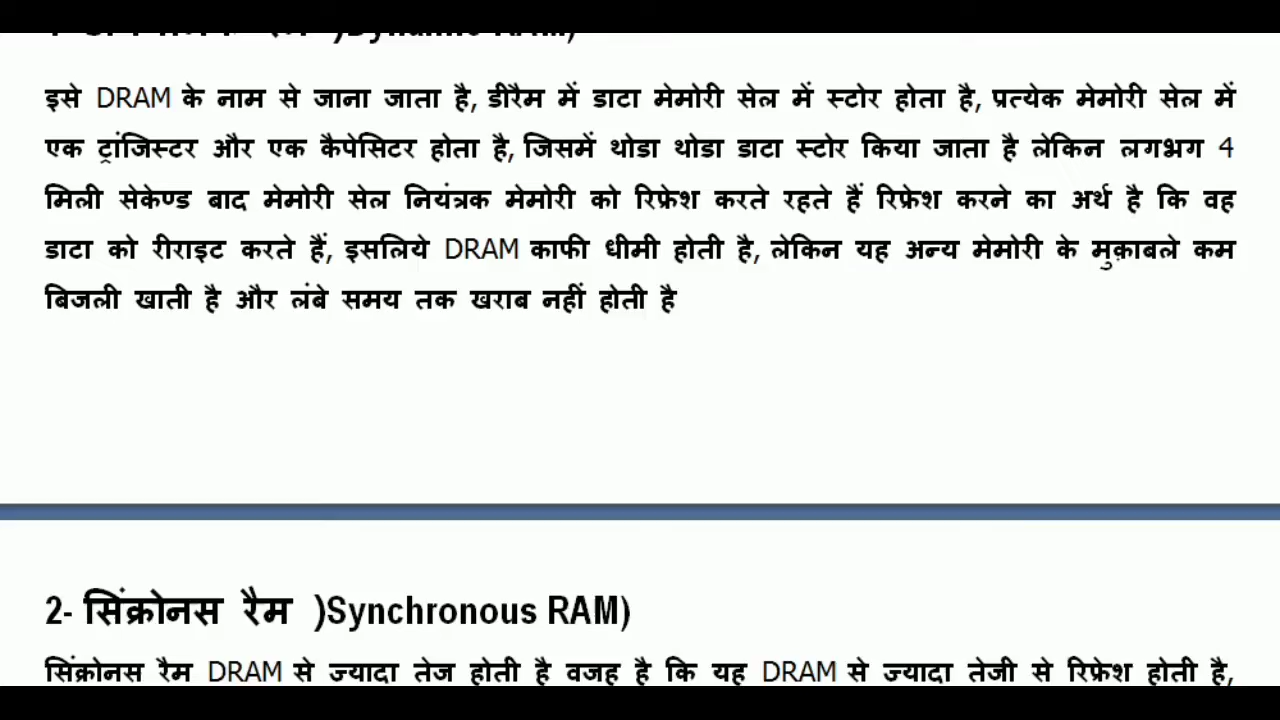 Dynamic RAM)
इसे DRAM के नाम से जाना जाता है, डीरैम में डाटा मेमोरी सेल में स्टोर होता है, प्रत्येक मेमोरी सेल में
एक ट्रांजिस्टर और एक कैपेसिटर होता है, जिसमें थोडा थोडा डाटा स्टोर किया जाता है लेकिन लगभग 4
मिली सेकेण्ड बाद मेमोरी सेल नियंत्रक मेमोरी को रिफ्रेश करते रहते हैं रिफ्रेश करने का अर्थ है कि वह
डाटा को रीराइट करते हैं, इसलिये DRAM काफी धीमी होती है, लेकिन यह अन्य मेमोरी के मुक़ाबले कम
बिजली खाती है और लंबे समय तक खराब नहीं होती है
2- सिंक्रोनस रैम )Synchronous RAM)
सिंक्रोनस रैम DRAM से ज्यादा तेज होती है वजह है कि यह DRAM से ज्यादा तेजी से रिफ्रेश होती है,